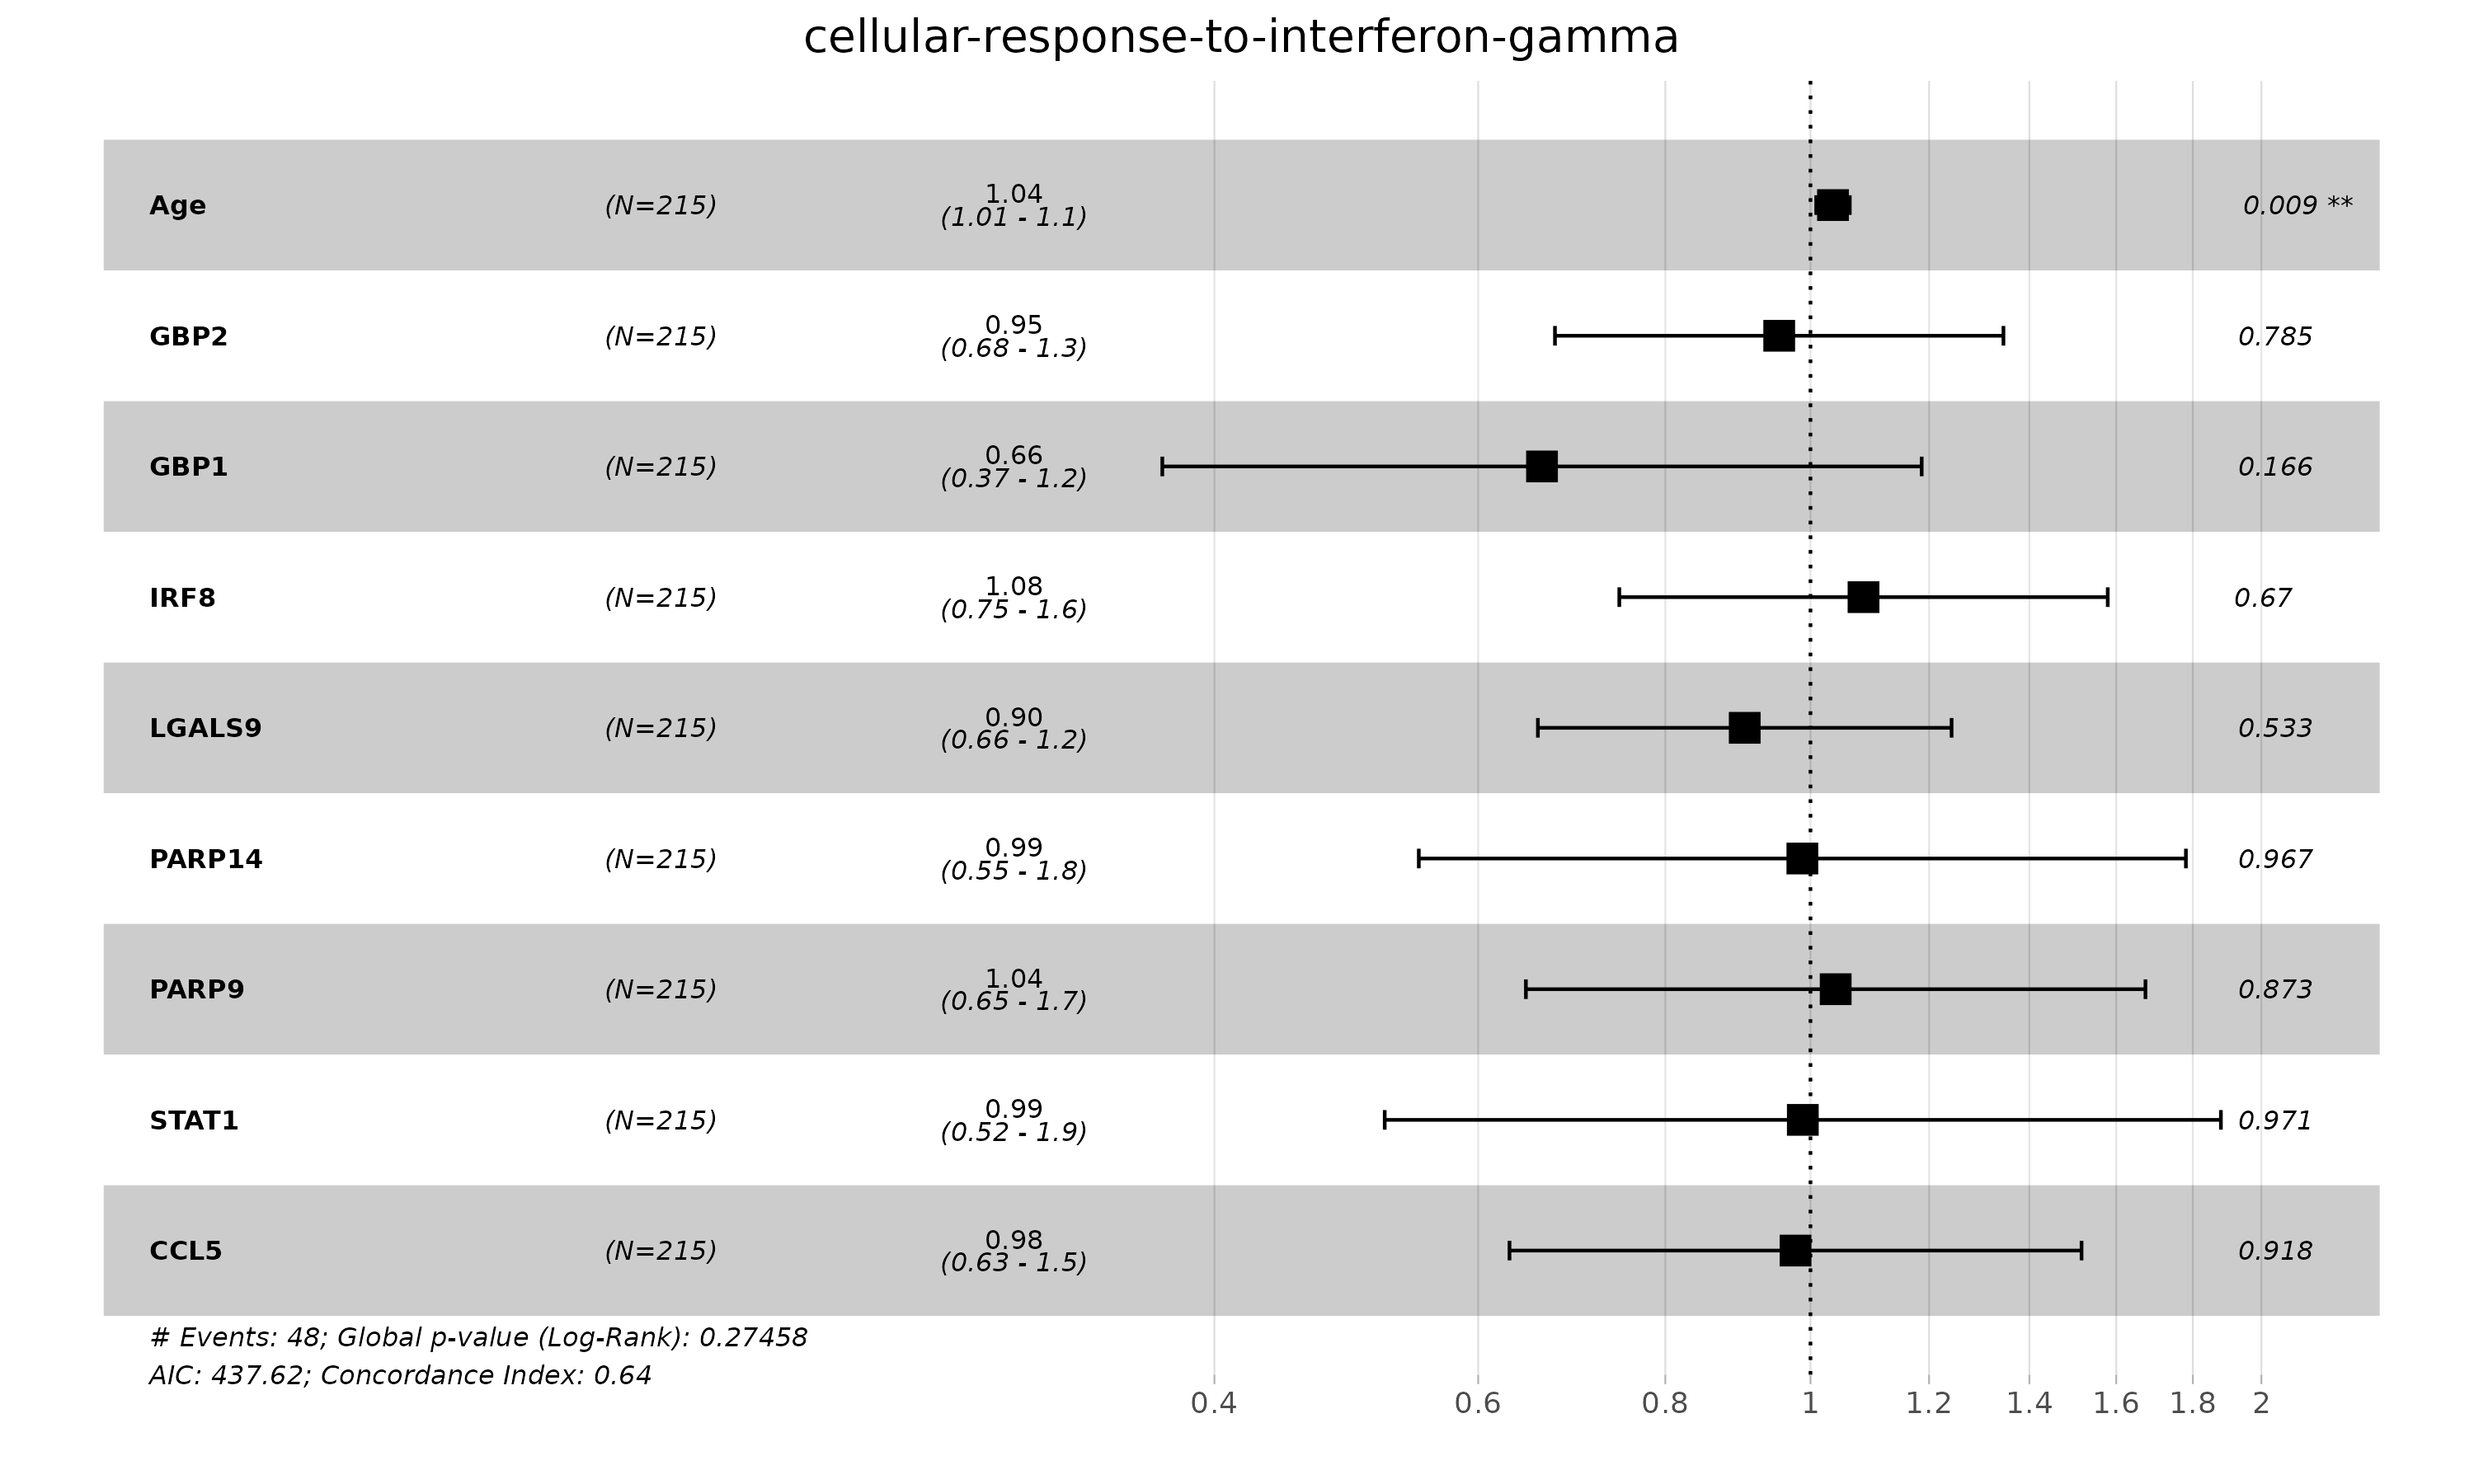 cellular-response-to-interferon-gamma
Age (N=215) 1.04 0.009 **
(1.01 - 1.1)
GBP2 (N=215) 0.95 0.785
(0.68 - 1.3)
GBP1 (N=215) 0.66 0.166
(0.37 - 1.2)
IRF8 (N=215) 1.08 0.67
(0.75 - 1.6)
LGALS9 (N=215) 0.90 0.533
(0.66 - 1.2)
PARP14 (N=215) 0.99 0.967
(0.55 - 1.8)
PARP9 (N=215) 1.04 0.873
(0.65 - 1.7)
STAT1 (N=215) 0.99 0.971
(0.52 - 1.9)
CCL5 (N=215) 0.98 0.918
(0.63 - 1.5)
# Events: 48; Global p-value (Log-Rank): 0.27458
AIC: 437.62; Concordance Index: 0.64
0.4 0.6 0.8 1 1.2 1.4 1.6 1.8 2